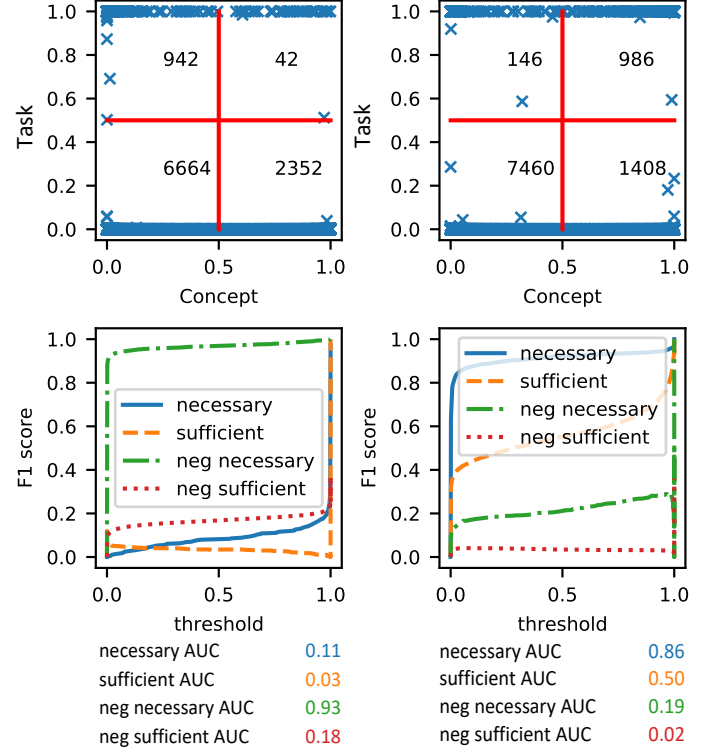 1.0
0.8
0.6
0.4
0.2
0.0
Task
942
42
6664
2352
0.0
0.5
1.0
Concept
1.0
0.8
0.6
0.4
0.2
0.0
Task
146
986
7460
1408
0.0
0.5
1.0
Concept
1.0
0.8
0.6
0.4
0.2
0.0
F1 score
necessary
sufficient
neg necessary
neg sufficient
0.0
0.5
1.0
threshold
1.0
0.8
0.6
0.4
0.2
0.0
F1 score
necessary
sufficient
neg necessary
neg sufficient
0.0
0.5
1.0
threshold
necessary AUC 0.11
sufficient AUC 0.03
neg necessary AUC 0.93
neg sufficient AUC 0.18
necessary AUC 0.86
sufficient AUC 0.50
neg necessary AUC 0.19
neg sufficient AUC 0.02